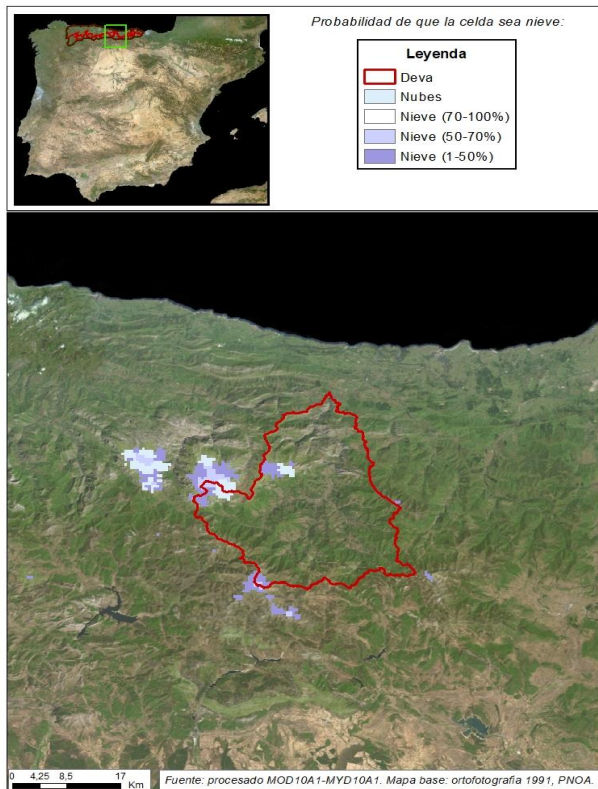 Probabilidad de que la celda sea nieve:
Leyenda
Deva
Nubes
Nieve (70-100%)
Nieve (50-70%)
Nieve (1-50%)
0 4,25 8,5 17
Km
Fuente: procesado MOD10A1-MYD10A1. Mapa base: ortofotografia 1991, PNOA.